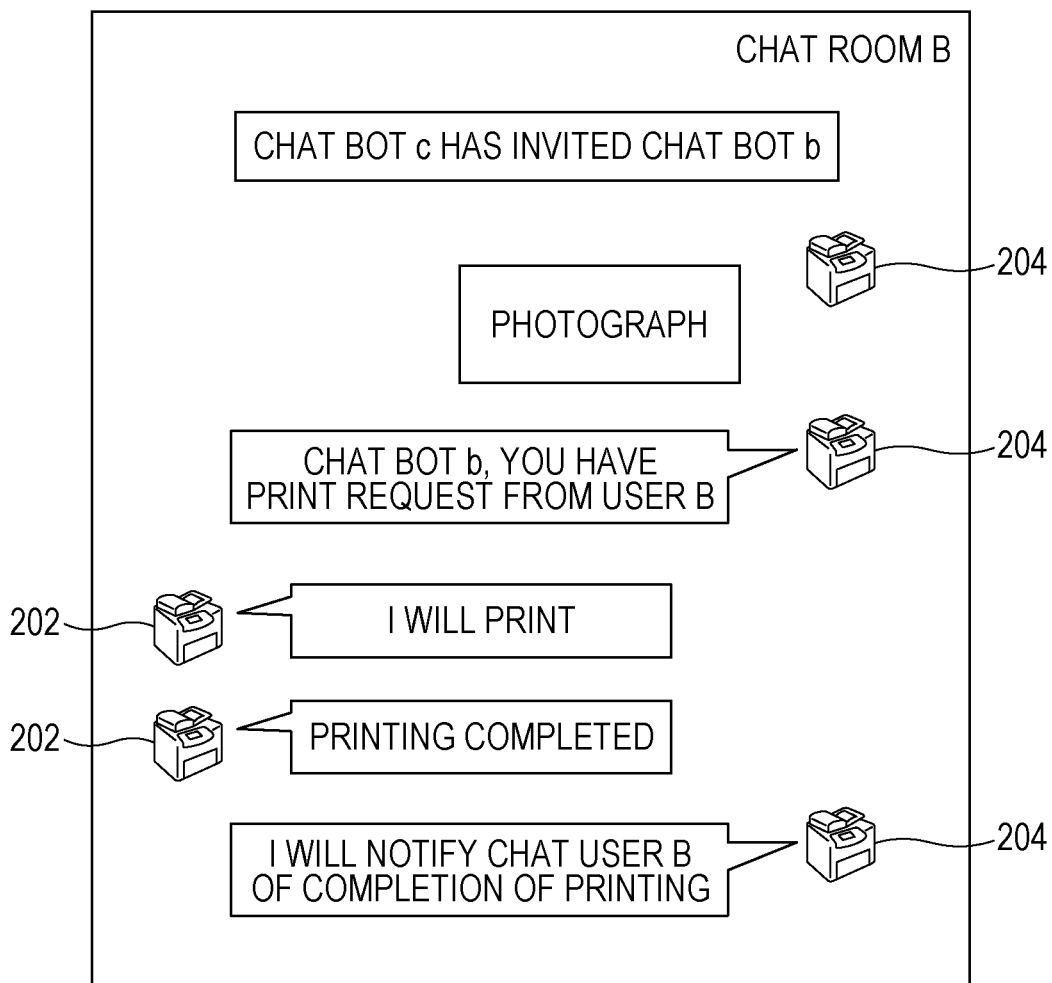 CHAT ROOM B
CHAT BOT c HAS INVITED CHAT BOT b
204
PHOTOGRAPH
204
CHAT BOT b, YOU HAVE
PRINT REQUEST FROM USER B
202
I WILL PRINT
202
PRINTING COMPLETED
204
I WILL NOTIFY CHAT USER B
OF COMPLETION OF PRINTING